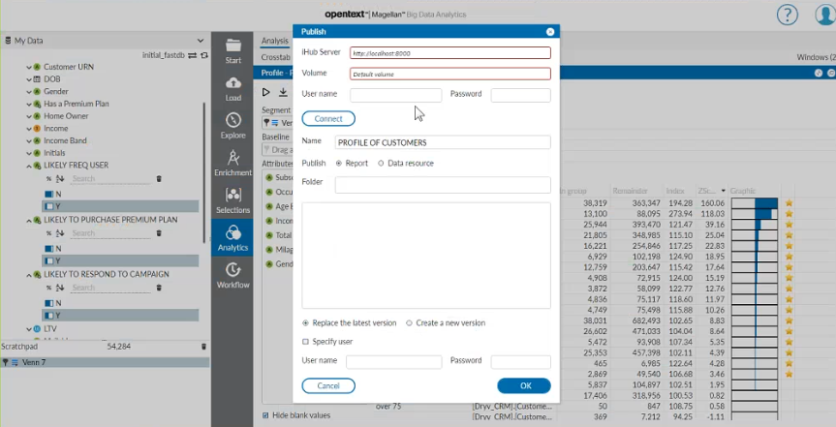 opentext | Magellan™ Big Data Analytics
My Data
initial_fastdb
Customer URN
DOB
Gender
Has a Premium Plan
Home Owner
Income
Income Band
Initials
LIKELY FREQ USER
% Search
N
Y
LIKELY TO PURCHASE PREMIUM PLAN
% Search
N
Y
LIKELY TO RESPOND TO CAMPAIGN
% Search
N
Y
LTV
Scratchpad 54,284
Venn 7
Start
Load
Explore
Enrichment
Selections
Analytics
Workflow
Analysis
Crosstab
Windows (2
Profile - P
Segment
Ven
Baseline
Drag a
Attributes
Subs
Occu
Age B
Incom
Total
Milag
Gend
Hide blank values
Publish
iHub Server http://localhost:8000
Volume Default volume
User name Password
Connect
Name PROFILE OF CUSTOMERS
Publish Report Data resource
Folder
Replace the latest version Create a new version
Specify user
User name Password
Cancel OK
in group Remainder Index ZSc... Graphic
38,319 363,347 194.28 160.06
13,100 88,095 273.94 118.03
25,944 393,470 121.47 39.16
21,805 348,985 115.10 25.04
16,221 254,846 117.25 22.83
6,929 102,198 124.90 18.95
12,759 203,647 115.42 17.64
4,908 72,915 124.00 15.19
3,872 58,099 122.77 12.76
4,836 75,117 118.60 11.97
4,749 75,498 115.88 10.26
38,031 682,493 102.65 8.83
26,602 471,033 104.04 8.64
5,472 93,908 107.34 5.35
25,353 457,398 102.11 4.39
465 6,985 122.64 4.28
2,869 49,540 106.68 3.46
5,837 104,897 102.51 1.95
17,406 318,956 100.53 0.82
over 75 [Dryv_CRM].[Custome... 50 847 108.75 0.58
[Dryv_CRM].[Custome... 369 7,212 94.25 -1.11